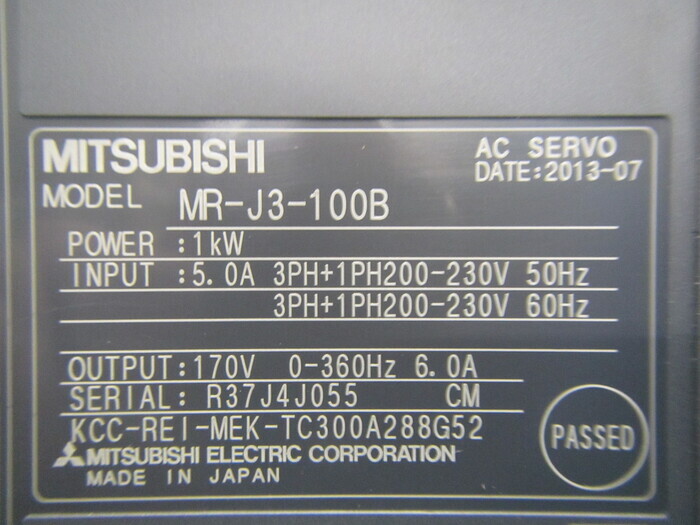 MITSUBISHI
AC SERVO
DATE:2013-07
MODEL MR-J3-100B
POWER :1kW
INPUT :5.0A 3PH+1PH200-230V 50Hz
3PH+1PH200-230V 60Hz
OUTPUT:170V 0-360Hz 6.0A
SERIAL: R37J4J055 CM
KCC-REI-MEK-TC300A288G52
PASSED
MITSUBISHI ELECTRIC CORPORATION
MADE IN JAPAN